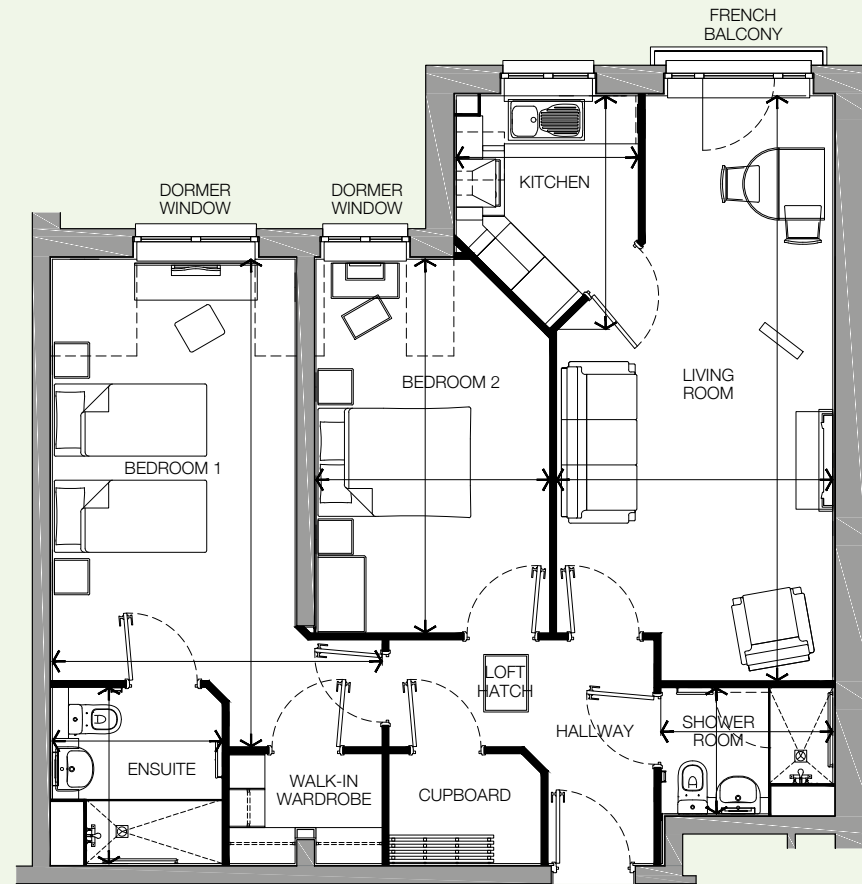 FRENCH
BALCONY
DORMER
WINDOW
DORMER
WINDOW
KITCHEN
BEDROOM 2
LIVING
ROOM
BEDROOM 1
LOFT
HATCH
HALLWAY
SHOWER
ROOM
ENSUITE
WALK-IN
WARDROBE
CUPBOARD